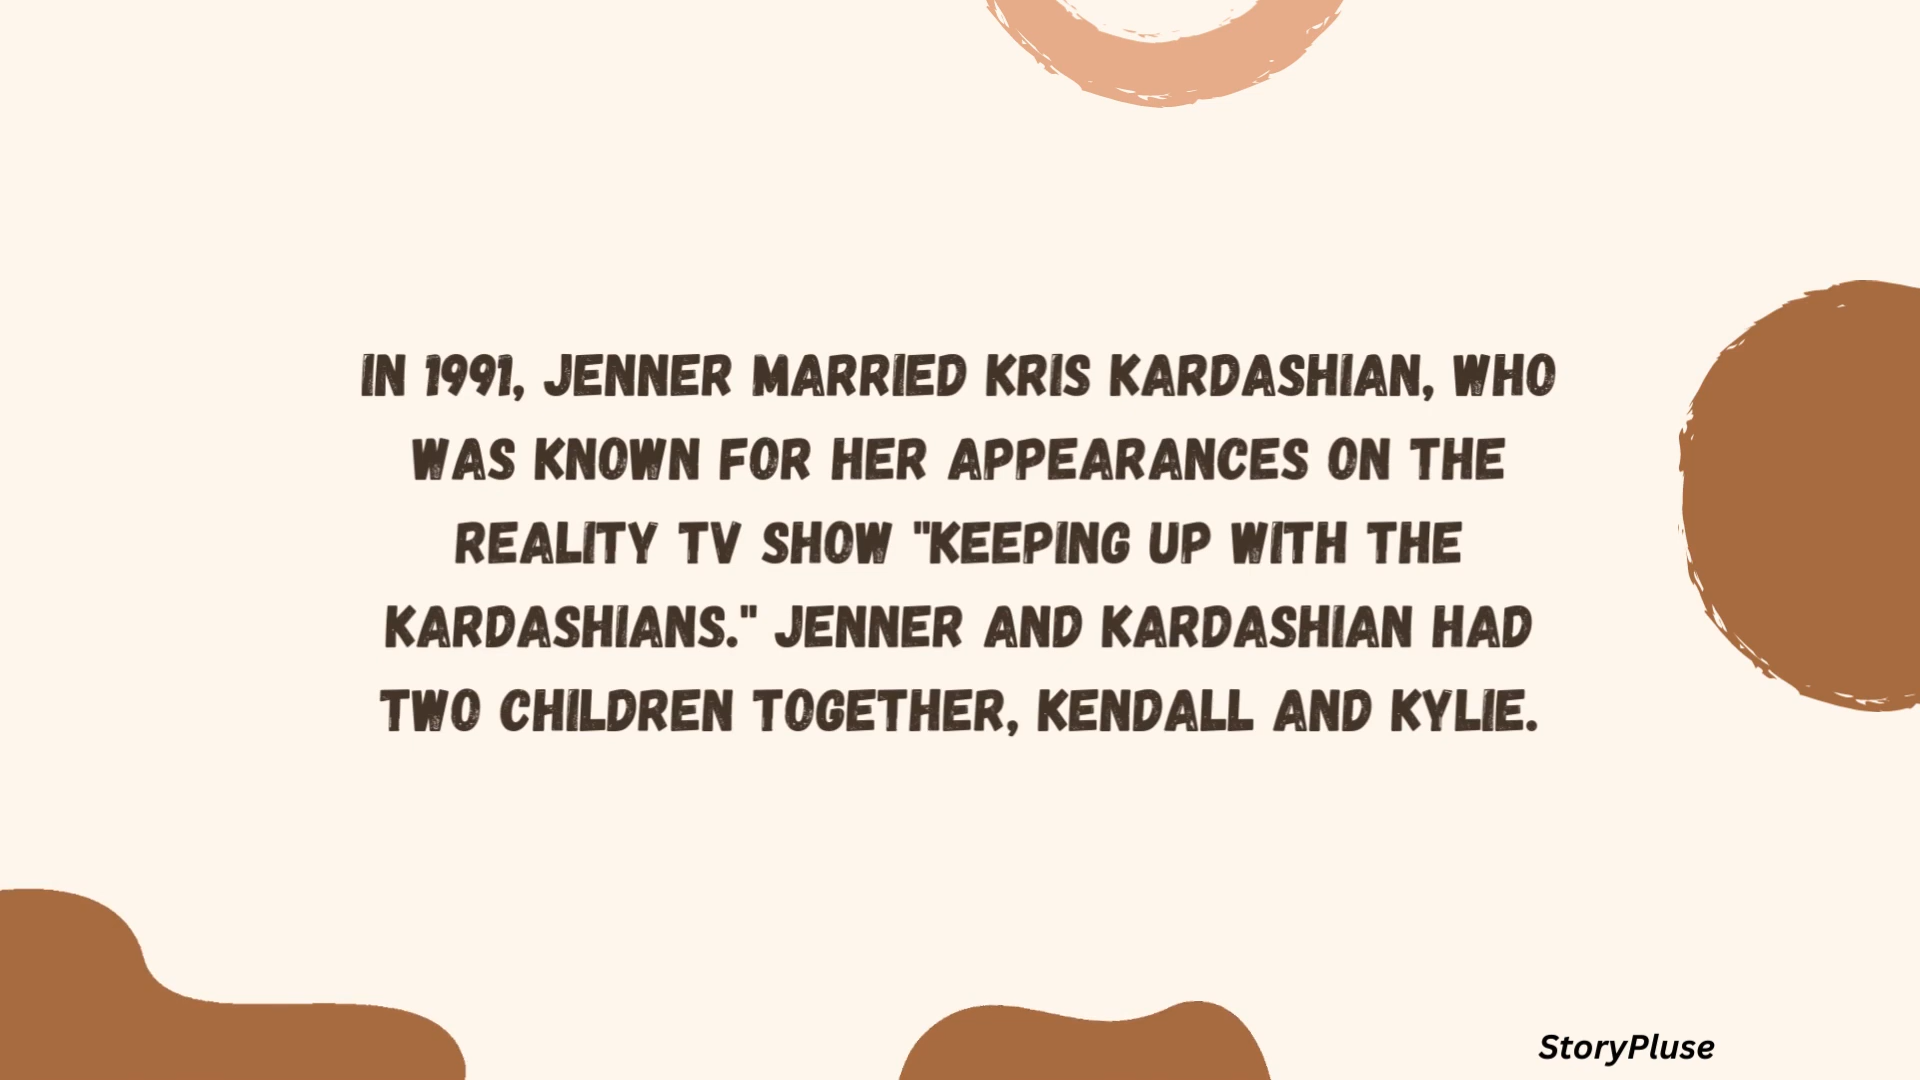 IN 1991, JENNER MARRIED KRIS KARDASHIAN, WHO
WAS KNOWN FOR HER APPEARANCES ON THE
REALITY TV SHOW "KEEPING UP WITH THE
KARDASHIANS." JENNER AND KARDASHIAN HAD
TWO CHILDREN TOGETHER, KENDALL AND KYLIE.
StoryPluse